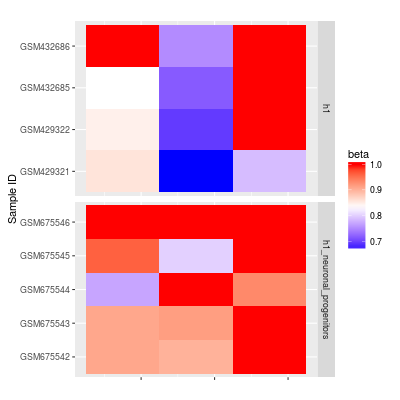 GSM432686
GSM432685
GSM429322
GSM429321
h1
GSM675546
GSM675545
GSM675544
GSM675543
GSM675542
h1_neuronal_progenitors
Sample ID
beta
1.0
0.9
0.8
0.7